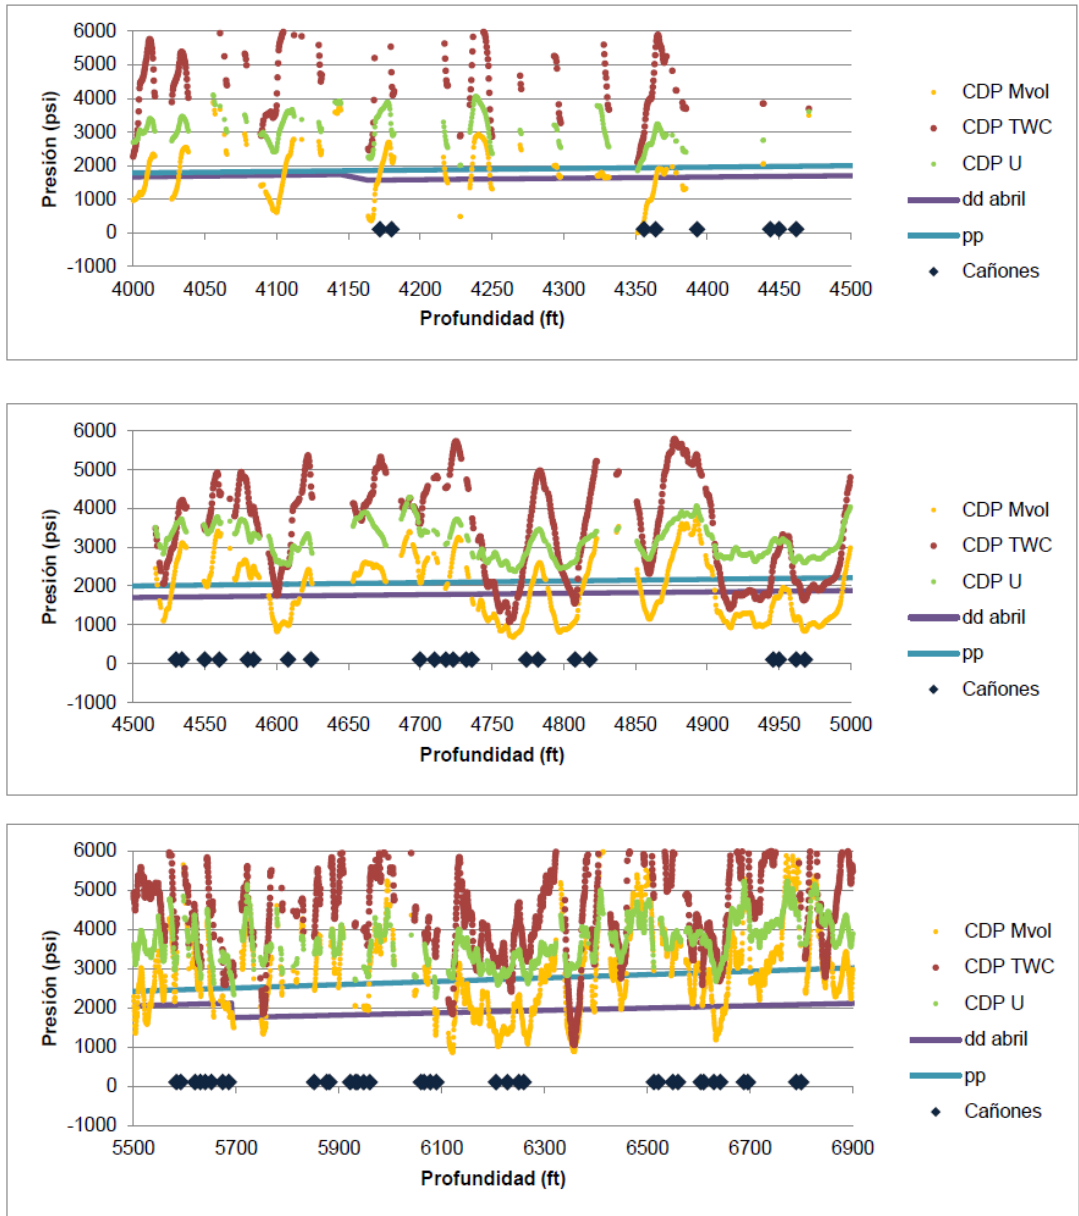 6000
5000
4000
3000
2000
1000
0
-1000
Presión (psi)
4000 4050 4100 4150 4200 4250 4300 4350 4400 4450 4500
Profundidad (ft)
CDP Mvol
CDP TWC
CDP U
dd abril
pp
Cañones
6000
5000
4000
3000
2000
1000
0
-1000
Presión (psi)
4500 4550 4600 4650 4700 4750 4800 4850 4900 4950 5000
Profundidad (ft)
CDP Mvol
CDP TWC
CDP U
dd abril
pp
Cañones
6000
5000
4000
3000
2000
1000
0
-1000
Presión (psi)
5500 5700 5900 6100 6300 6500 6700 6900
Profundidad (ft)
CDP Mvol
CDP TWC
CDP U
dd abril
pp
Cañones